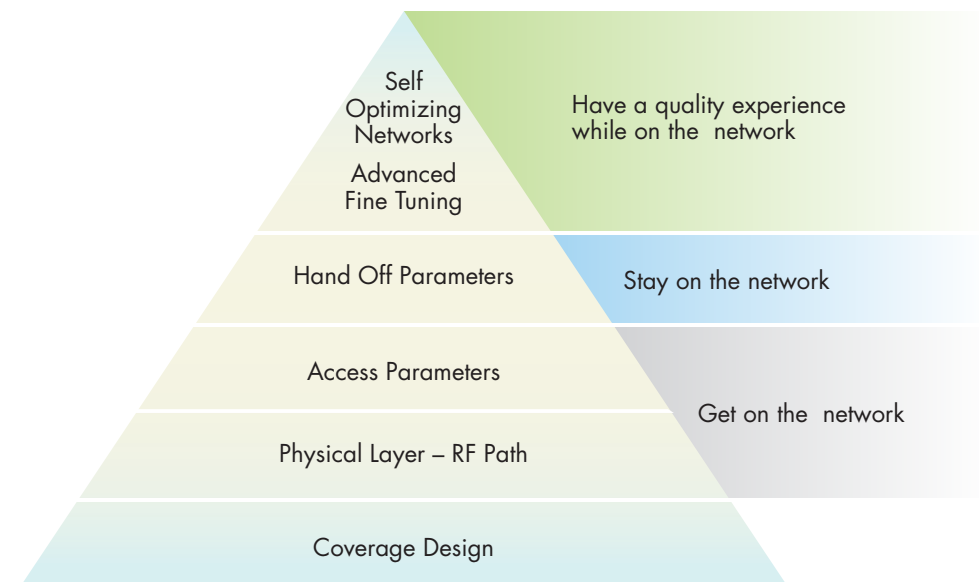 Self
Optimizing
Networks
Advanced
Fine Tuning
Have a quality experience
while on the network
Hand Off Parameters
Stay on the network
Access Parameters
Get on the network
Physical Layer – RF Path
Coverage Design